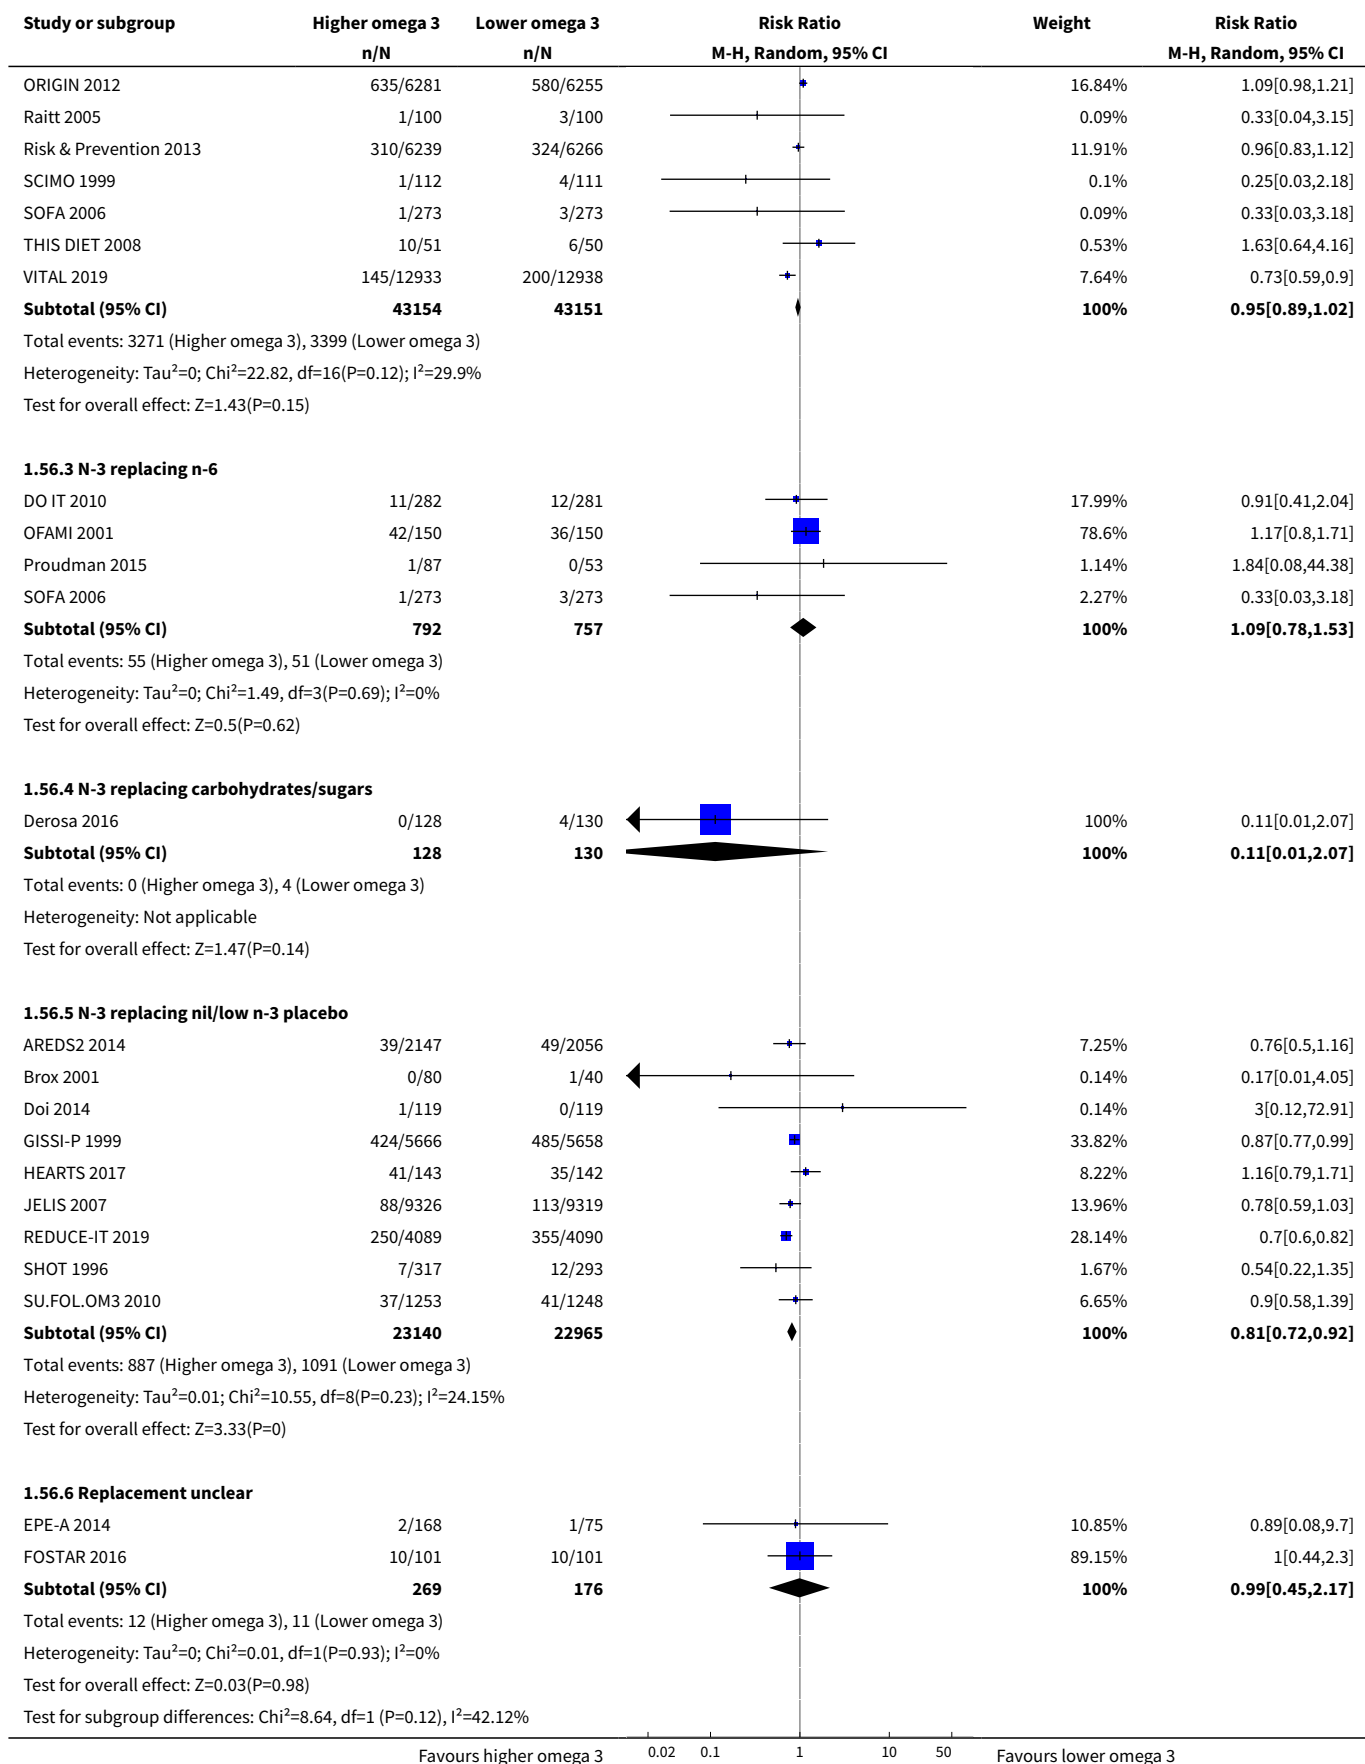 Study or subgroup Higher omega 3 Lower omega 3 Risk Ratio Weight Risk Ratio
n/N n/N M-H, Random, 95% CI M-H, Random, 95% CI
ORIGIN 2012 635/6281 580/6255 16.84% 1.09[0.98,1.21]
Raitt 2005 1/100 3/100 0.09% 0.33[0.04,3.15]
Risk & Prevention 2013 310/6239 324/6266 11.91% 0.96[0.83,1.12]
SCIMO 1999 1/112 4/111 0.1% 0.25[0.03,2.18]
SOFA 2006 1/273 3/273 0.09% 0.33[0.03,3.18]
THIS DIET 2008 10/51 6/50 0.53% 1.63[0.64,4.16]
VITAL 2019 145/12933 200/12938 7.64% 0.73[0.59,0.9]
Subtotal (95% CI) 43154 43151 100% 0.95[0.89,1.02]
Total events: 3271 (Higher omega 3), 3399 (Lower omega 3)
Heterogeneity: Tau²=0; Chi²=22.82, df=16(P=0.12); I²=29.9%
Test for overall effect: Z=1.43(P=0.15)
1.56.3 N-3 replacing n-6
DO IT 2010 11/282 12/281 17.99% 0.91[0.41,2.04]
OFAMI 2001 42/150 36/150 78.6% 1.17[0.8,1.71]
Proudman 2015 1/87 0/53 1.14% 1.84[0.08,44.38]
SOFA 2006 1/273 3/273 2.27% 0.33[0.03,3.18]
Subtotal (95% CI) 792 757 100% 1.09[0.78,1.53]
Total events: 55 (Higher omega 3), 51 (Lower omega 3)
Heterogeneity: Tau²=0; Chi²=1.49, df=3(P=0.69); I²=0%
Test for overall effect: Z=0.5(P=0.62)
1.56.4 N-3 replacing carbohydrates/sugars
Derosa 2016 0/128 4/130 100% 0.11[0.01,2.07]
Subtotal (95% CI) 128 130 100% 0.11[0.01,2.07]
Total events: 0 (Higher omega 3), 4 (Lower omega 3)
Heterogeneity: Not applicable
Test for overall effect: Z=1.47(P=0.14)
1.56.5 N-3 replacing nil/low n-3 placebo
AREDS2 2014 39/2147 49/2056 7.25% 0.76[0.5,1.16]
Brox 2001 0/80 1/40 0.14% 0.17[0.01,4.05]
Doi 2014 1/119 0/119 0.14% 3[0.12,72.91]
GISSI-P 1999 424/5666 485/5658 33.82% 0.87[0.77,0.99]
HEARTS 2017 41/143 35/142 8.22% 1.16[0.79,1.71]
JELIS 2007 88/9326 113/9319 13.96% 0.78[0.59,1.03]
REDUCE-IT 2019 250/4089 355/4090 28.14% 0.7[0.6,0.82]
SHOT 1996 7/317 12/293 1.67% 0.54[0.22,1.35]
SU.FOL.OM3 2010 37/1253 41/1248 6.65% 0.9[0.58,1.39]
Subtotal (95% CI) 23140 22965 100% 0.81[0.72,0.92]
Total events: 887 (Higher omega 3), 1091 (Lower omega 3)
Heterogeneity: Tau²=0.01; Chi²=10.55, df=8(P=0.23); I²=24.15%
Test for overall effect: Z=3.33(P=0)
1.56.6 Replacement unclear
EPE-A 2014 2/168 1/75 10.85% 0.89[0.08,9.7]
FOSTAR 2016 10/101 10/101 89.15% 1[0.44,2.3]
Subtotal (95% CI) 269 176 100% 0.99[0.45,2.17]
Total events: 12 (Higher omega 3), 11 (Lower omega 3)
Heterogeneity: Tau²=0; Chi²=0.01, df=1(P=0.93); I²=0%
Test for overall effect: Z=0.03(P=0.98)
Test for subgroup differences: Chi²=8.64, df=1 (P=0.12), I²=42.12%
Favours higher omega 3 0.02 0.1 1 10 50 Favours lower omega 3